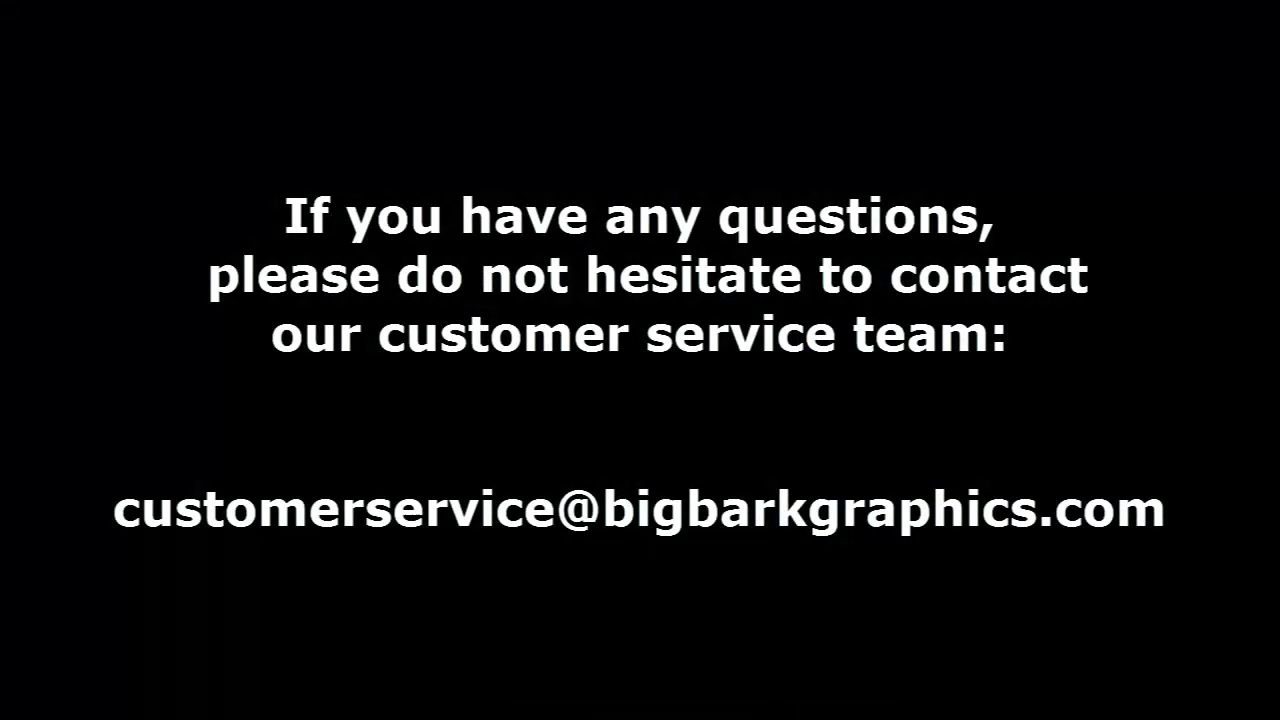 If you have any questions,
please do not hesitate to contact
our customer service team:
customerservice@bigbarkgraphics.com